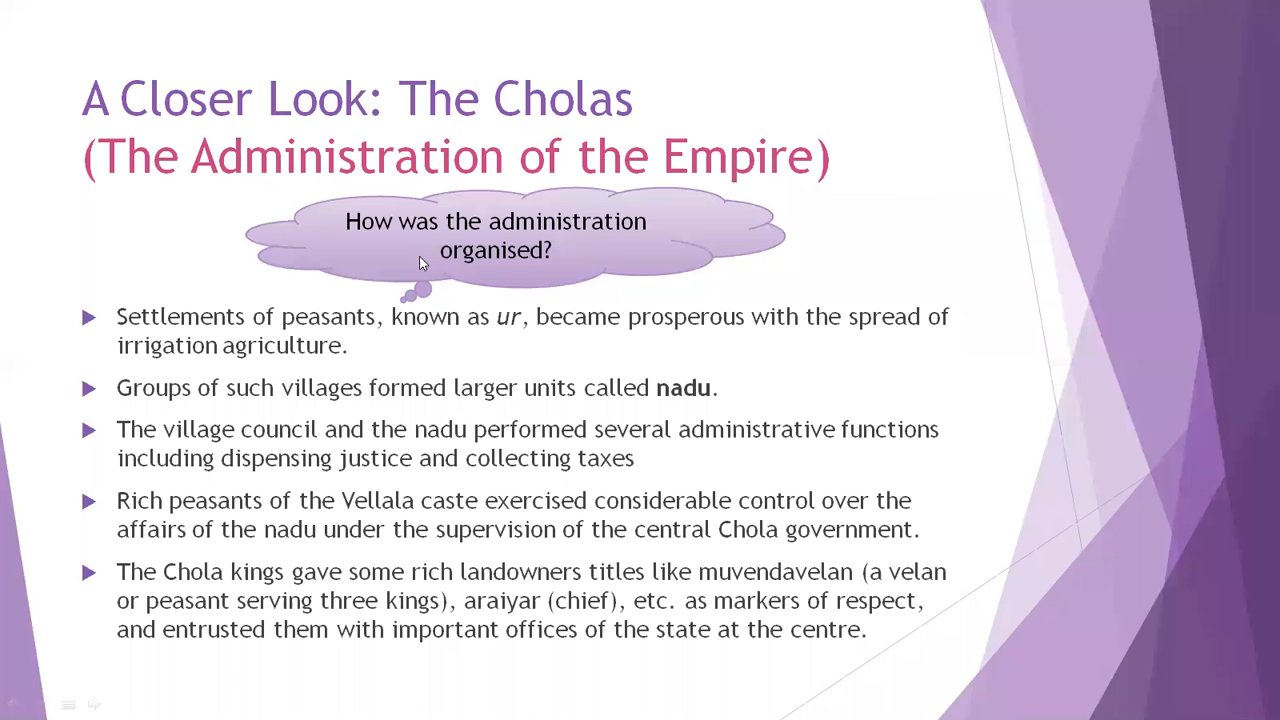 A Closer Look: The Cholas
(The Administration of the Empire)
How was the administration
organised?
Settlements of peasants, known as ur, became prosperous with the spread of
irrigation agriculture.
Groups of such villages formed larger units called nadu.
The village council and the nadu performed several administrative functions
including dispensing justice and collecting taxes
Rich peasants of the Vellala caste exercised considerable control over the
affairs of the nadu under the supervision of the central Chola government.
The Chola kings gave some rich landowners titles like muvendavelan (a velan
or peasant serving three kings), araiyar (chief), etc. as markers of respect,
and entrusted them with important offices of the state at the centre.